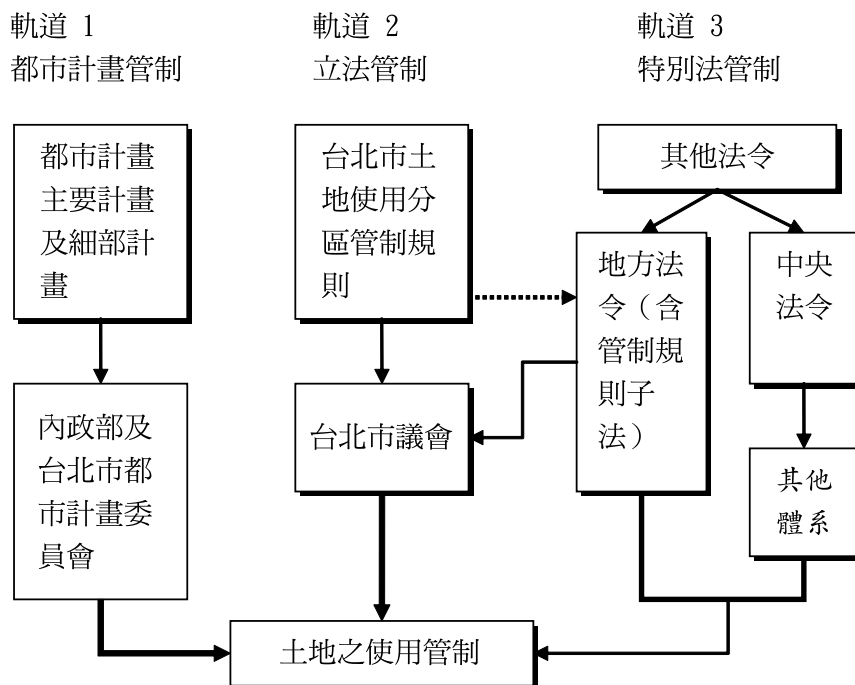 軌道 1
都市計畫管制
軌道 2
立法管制
軌道 3
特別法管制
都市計畫
主要計畫
及細部計
畫
台北市土
地使用分
區管制規
則
其他法令
地方法
令（含
管制規
則子
法）
中央
法令
內政部及
台北市都
市計畫委
員會
台北市議會
其他
體系
土地之使用管制